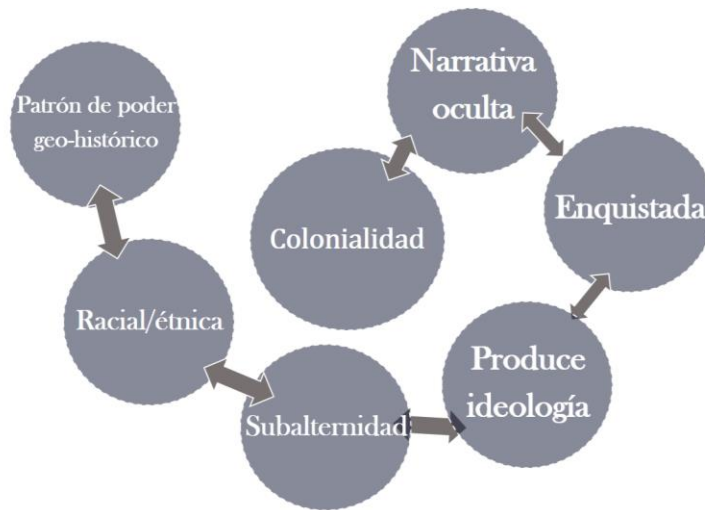 Narrativa
oculta
Patrón de poder
geo-histórico
Enquistada
Colonialidad
Racial/étnica
Produce
ideología
Subalternidad